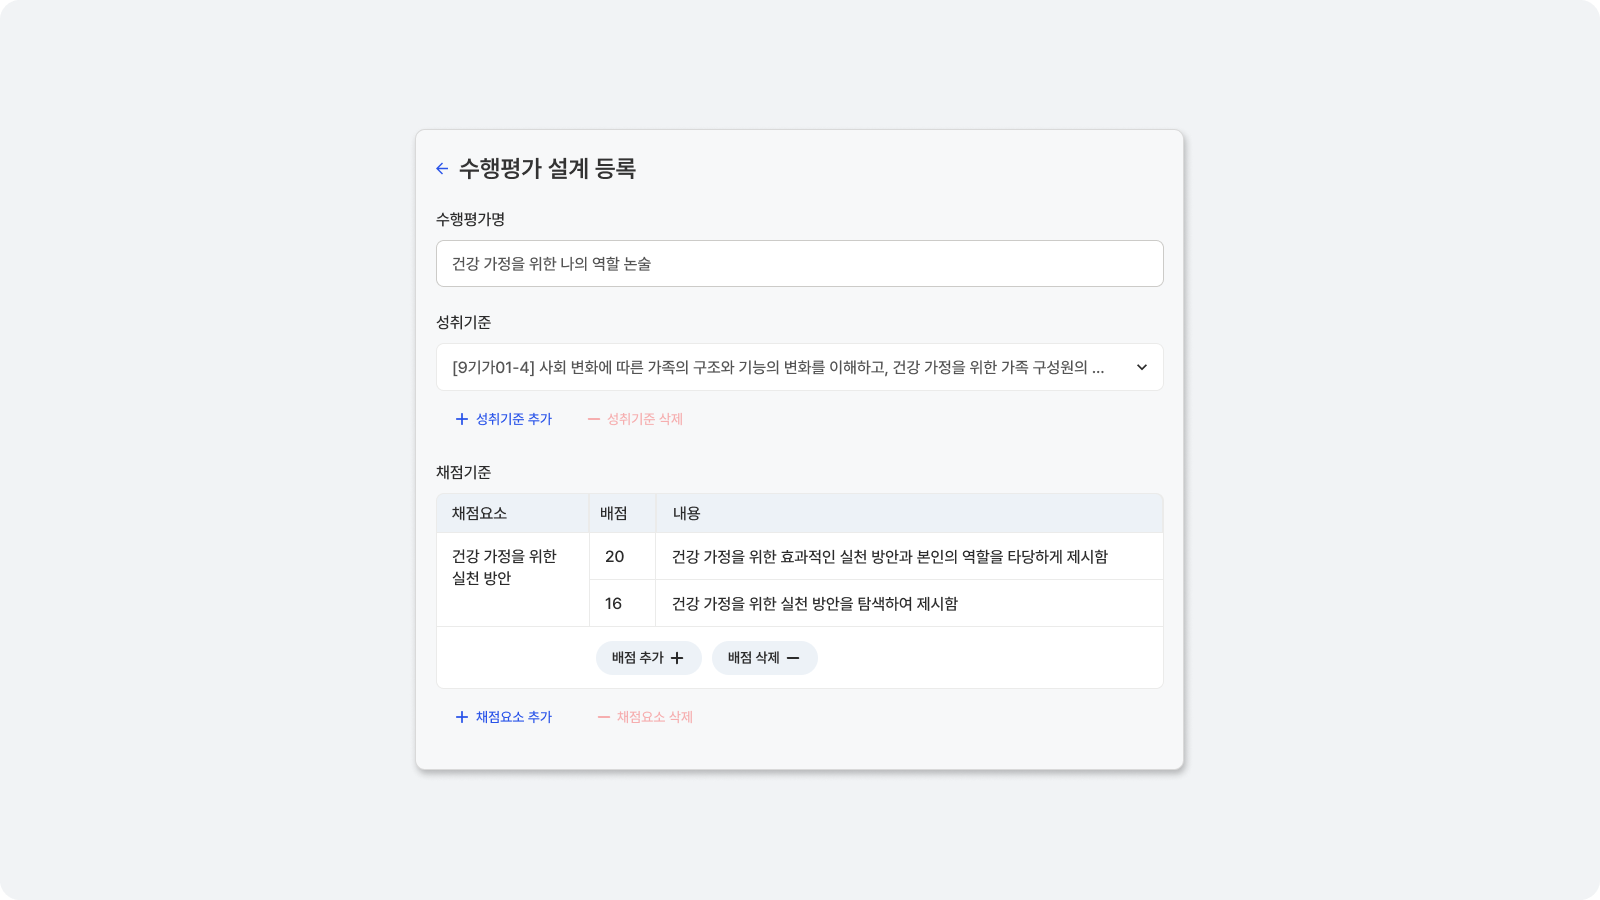 수행평가 설계 등록
수행평가명
건강 가정을 위한 나의 역할 논술
성취기준
[9기가01-4] 사회 변화에 따른 가족의 구조와 기능의 변화를 이해하고, 건강 가정을 위한 가족 구성원의 ...
성취기준 추가
성취기준 삭제
채점기준
채점요소 배점 내용
건강 가정을 위한
실천 방안
20 건강 가정을 위한 효과적인 실천 방안과 본인의 역할을 타당하게 제시함
16 건강 가정을 위한 실천 방안을 탐색하여 제시함
배점 추가
배점 삭제
채점요소 추가
채점요소 삭제